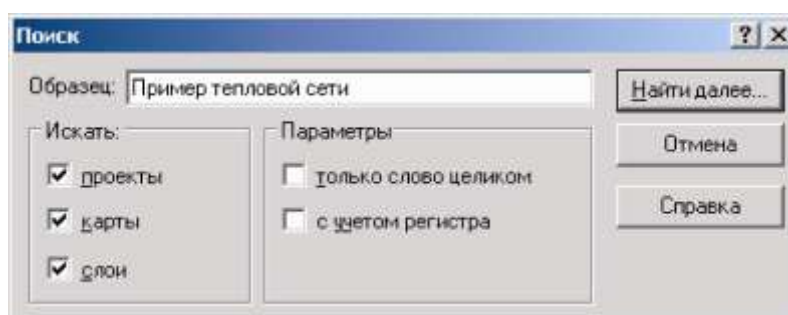 Поиск
Образец: Пример тепловой сети
Найти далее...
Искать:
Параметры
Отмена
проекты
только слово целиком
карты
с учетом регистра
Справка
слои